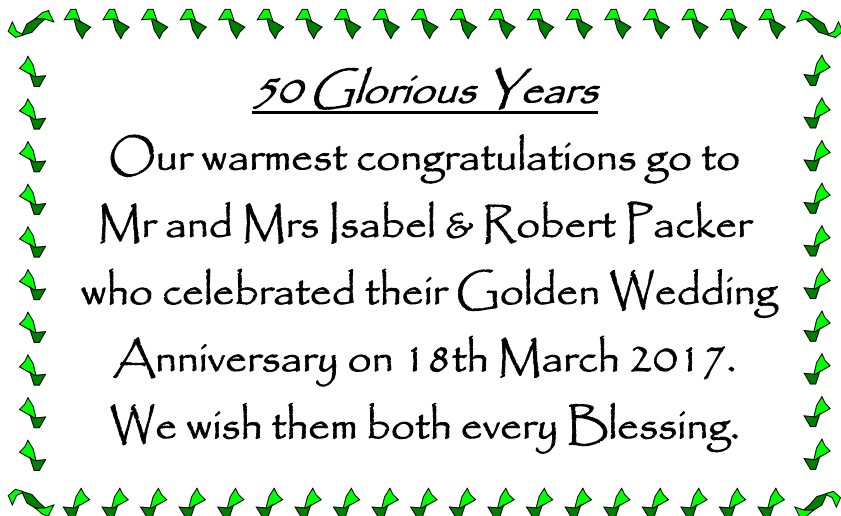 50 Glorious Years
Our warmest congratulations go to
Mr and Mrs Isabel & Robert Packer
who celebrated their Golden Wedding
Anniversary on 18th March 2017.
We wish them both every Blessing.